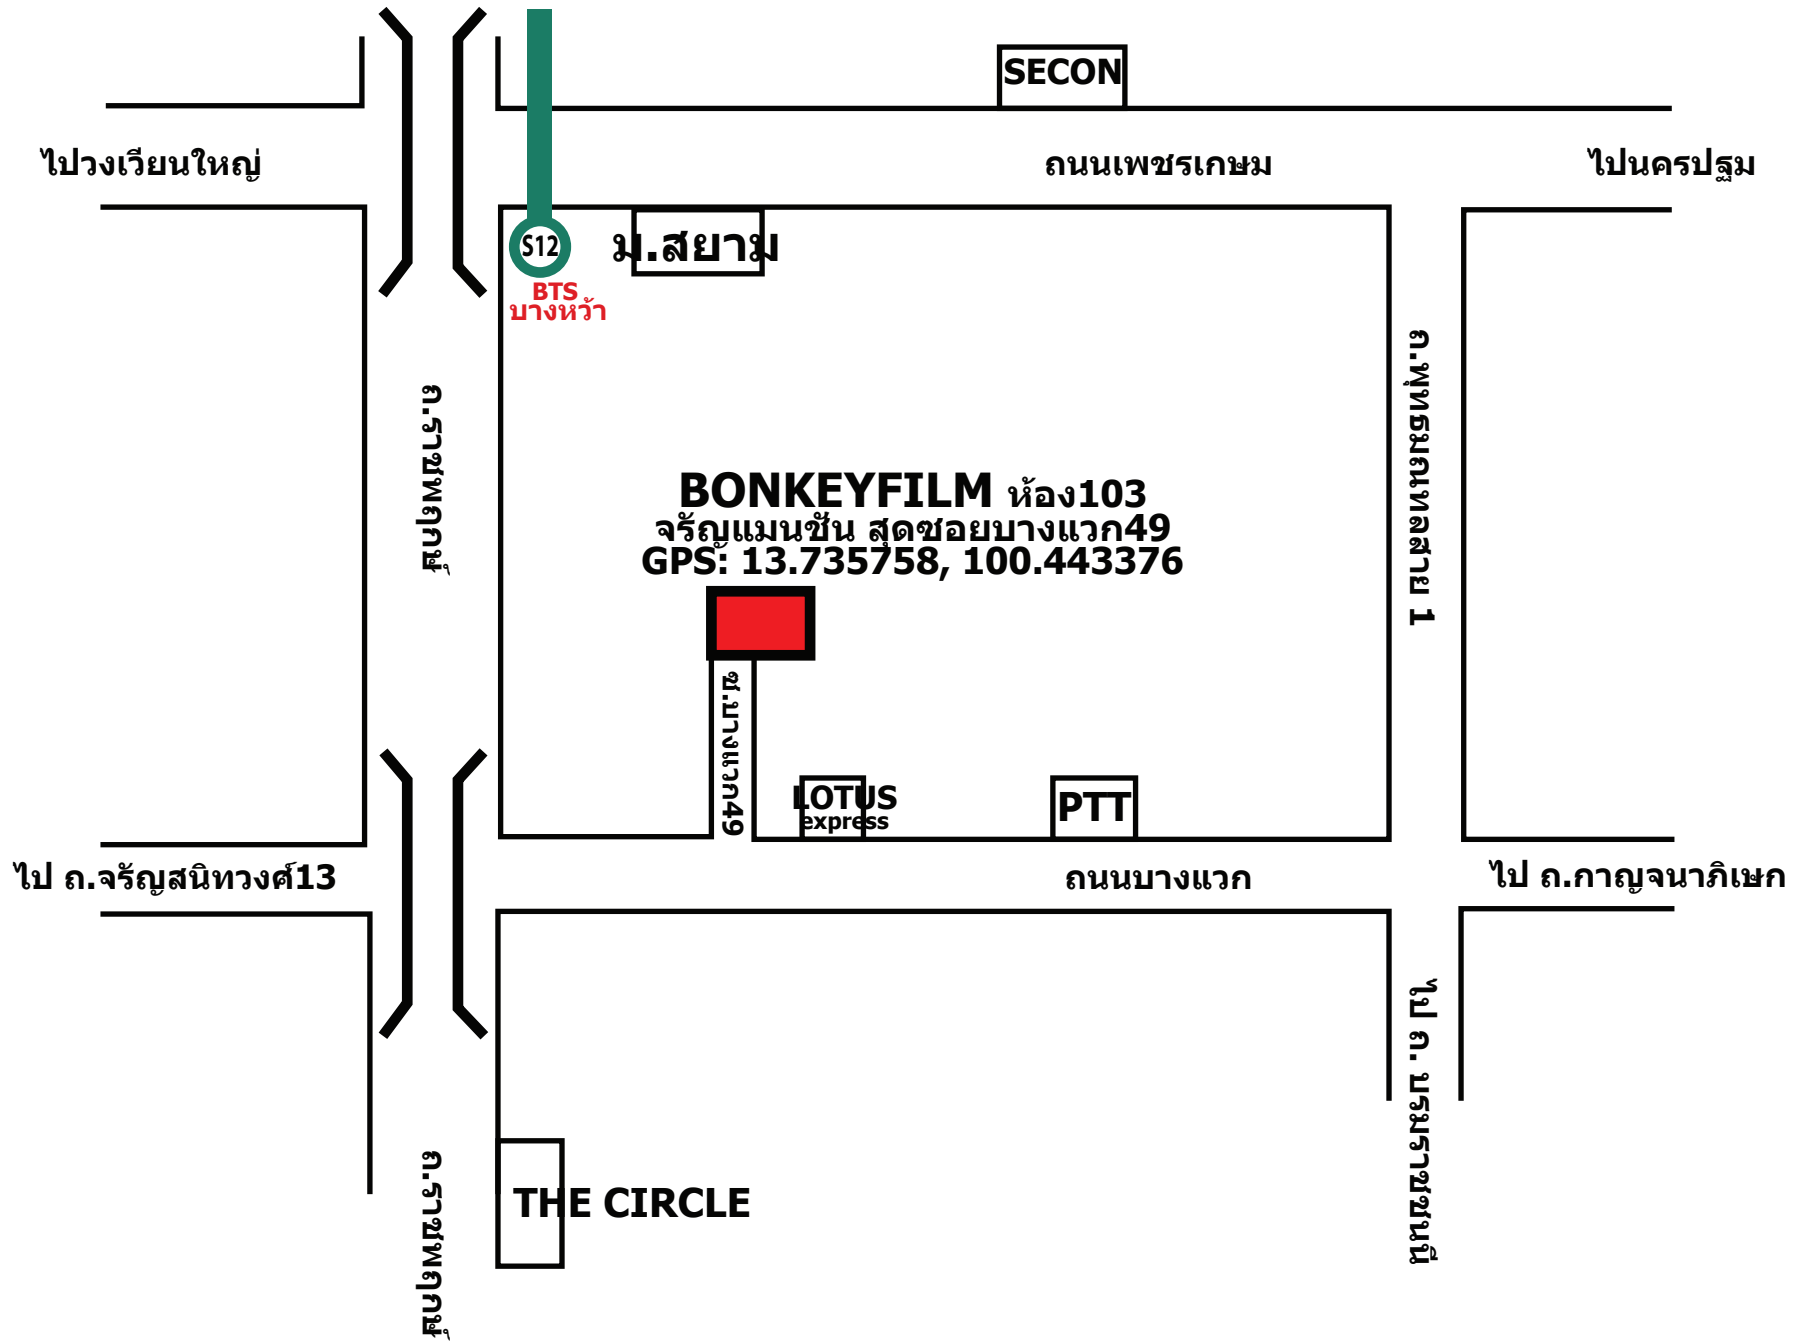 SECON
ไปวงเวียนใหญ่
ถนนเพชรเกษม
ไปนครปฐม
S12
ม.สยาม
BTS
บางหว้า
ถ.ราชพฤกษ์
ถ.พุทธมณฑลสาย 1
BONKEYFILM ห้อง103
จรัญแมนชั่น สุดซอยบางแวก49
GPS: 13.735758, 100.443376
ซ.บางแวก49
LOTUS
express
PTT
ไป ถ.จรัญสนิทวงศ์13
ถนนบางแวก
ไป ถ.กาญจนาภิเษก
ไป ถ. บรมราชชนนี
ถ.ราชพฤกษ์
THE CIRCLE